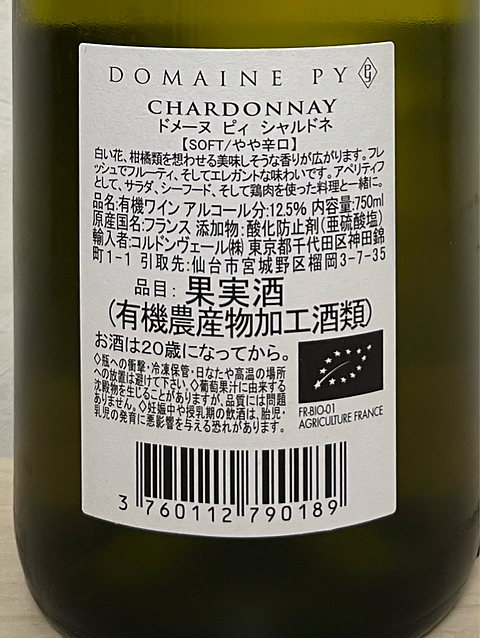 DOMAINE PY
CHARDONNAY
ドメーヌ ピィ シャルドネ
【SOFT/やや辛口】
白い花、柑橘類を想わせる美味しそうな香りが広がります。フレ
ッシュでフルーティ、そしてエレガントな味わいです。アペリティフ
として、サラダ、シーフード、そして鶏肉を使った料理と一緒に。
品名:有機ワイン アルコール分:12.5% 内容量:750ml
原産国名:フランス 添加物:酸化防止剤(亜硫酸塩)
輸入者:コルドンヴェール㈱ 東京都千代田区神田錦
町1-1 引取先:仙台市宮城野区榴岡3-7-35
品目:果実酒
(有機農産物加工酒類)
お酒は20歳になってから。
◇瓶への衝撃・冷凍保管・日なたや高温の場所
への放置は避けて下さい。◇葡萄果汁に由来する
沈殿物を生じることがありますが、品質には問題
ありません。◇妊娠中や授乳期の飲酒は、胎児・
乳児の発育に悪影響を与える恐れがあります。
FR-BIO-01
AGRICULTURE FRANCE
3 760112 790189